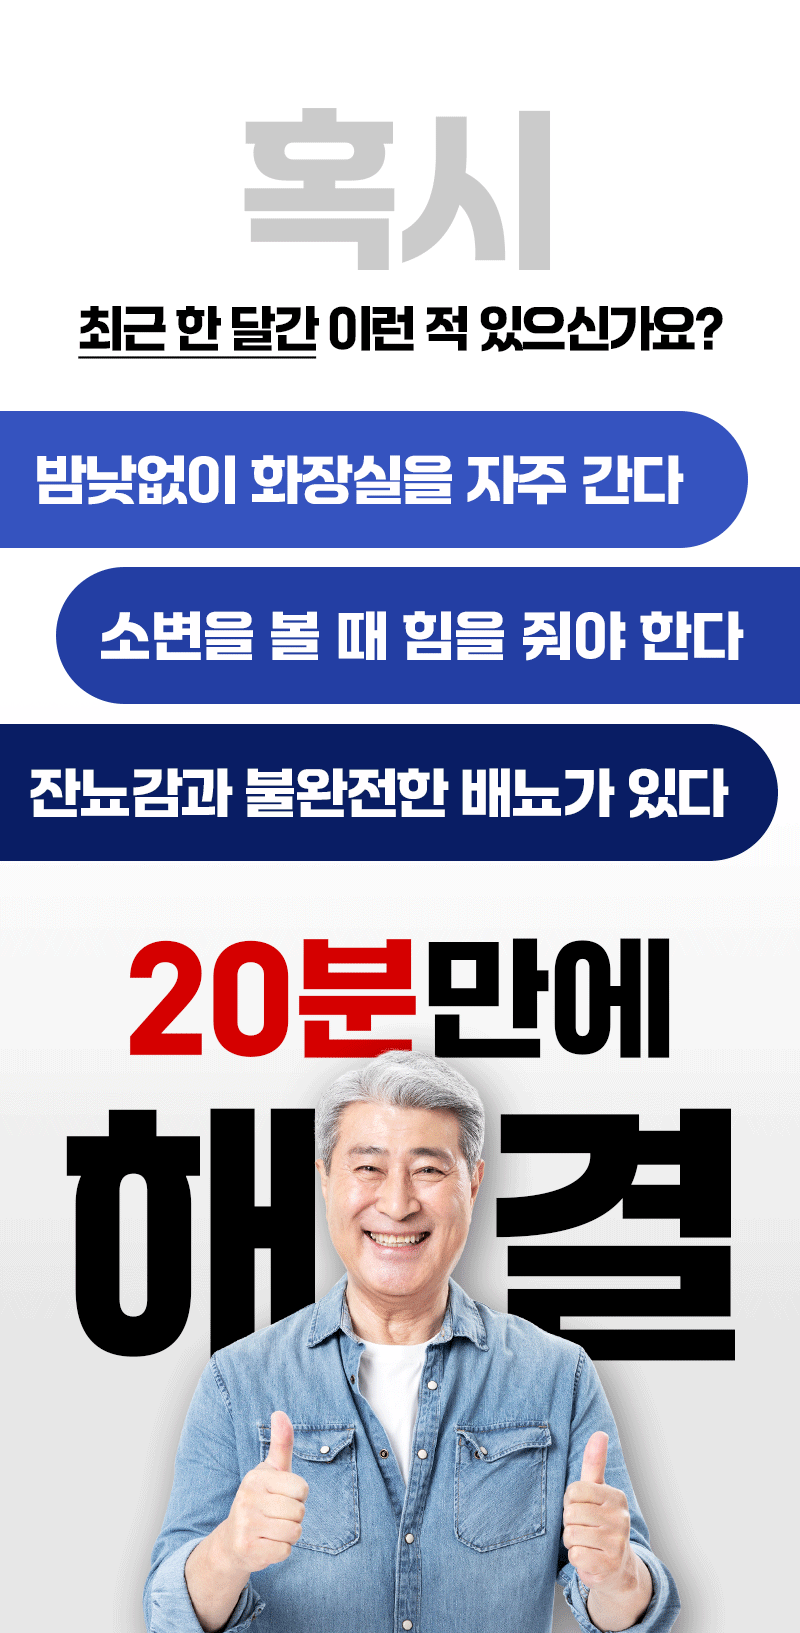 혹시
최근 한 달간 이런 적 있으신가요?
밤낮없이 화장실을 자주 간다
소변을 볼 때 힘을 줘야 한다
잔뇨감과 불완전한 배뇨가 있다
20분만에
해결